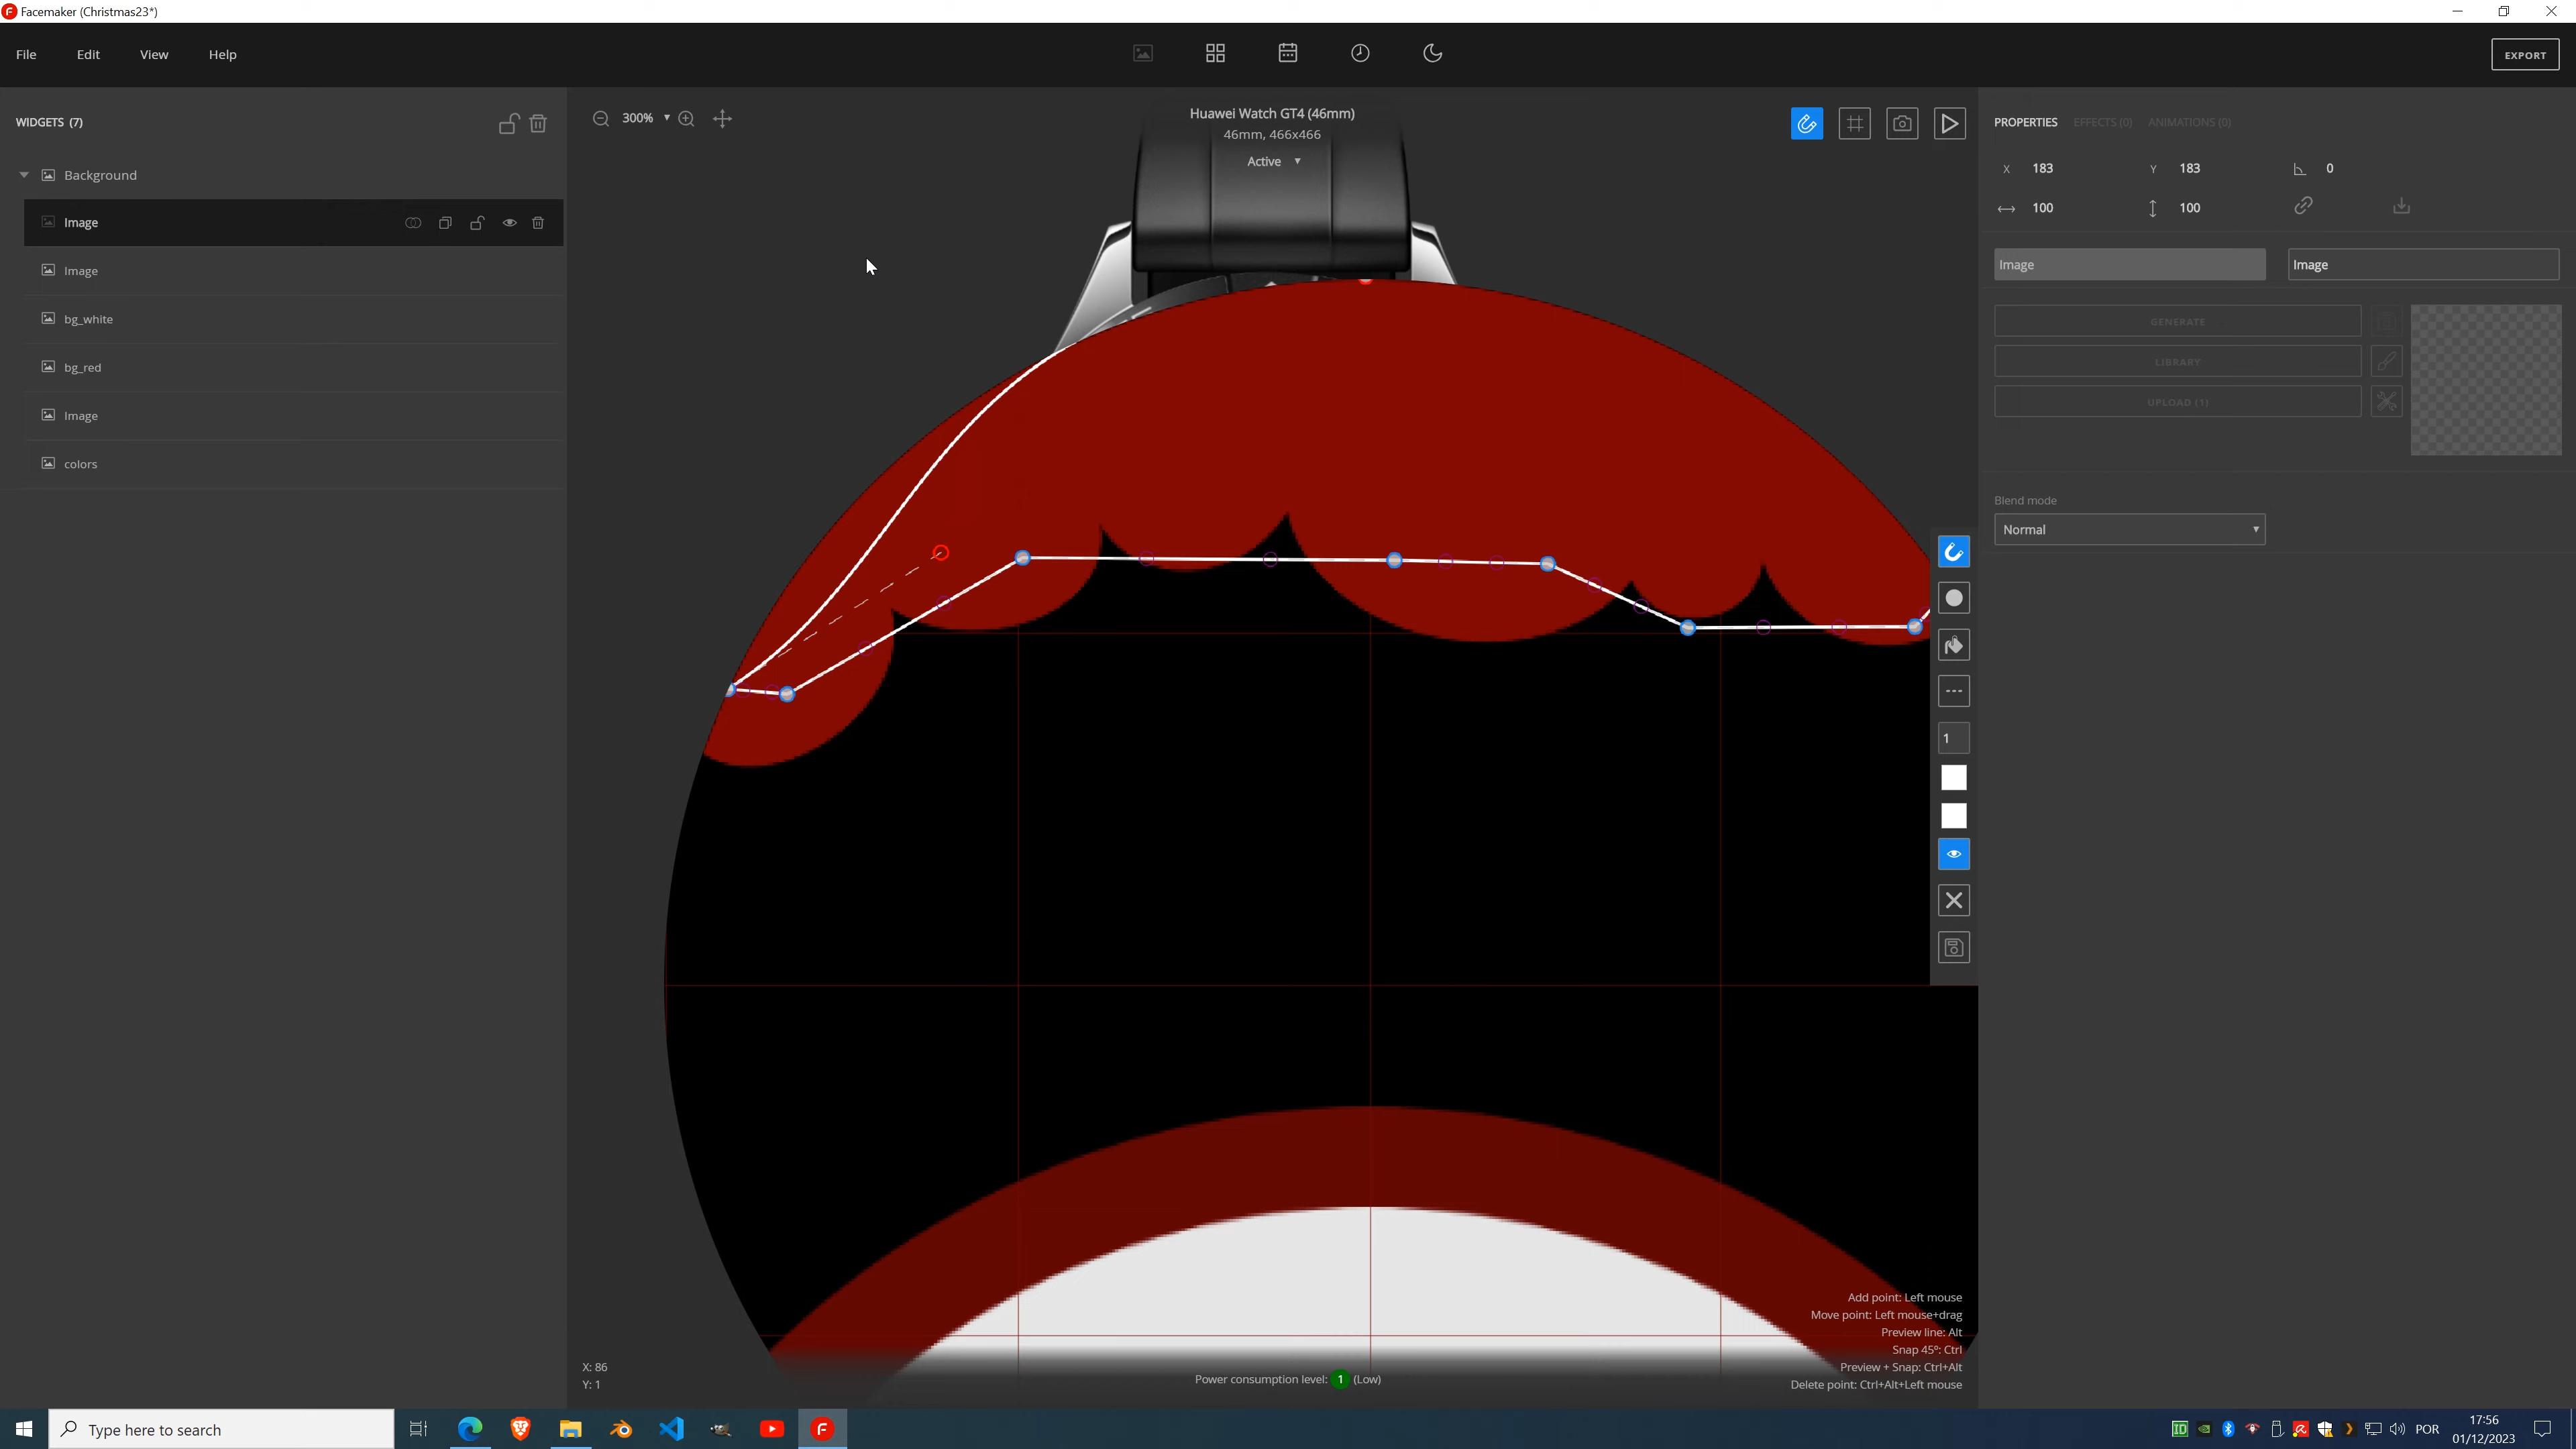 Facemaker (Christmas23*)
File Edit View Help
EXPORT
WIDGETS (7)
Background
Image
Image
bg_white
bg_red
Image
colors
300%
Huawei Watch GT4 (46mm)
46mm, 466x466
Active
PROPERTIES EFFECTS (0) ANIMATIONS (0)
X 183 Y 183 0
100 100
Image Image
GENERATE
LIBRARY
UPLOAD (1)
Blend mode
Normal
1
Add point: Left mouse
Move point: Left mouse+drag
Preview line: Alt
Snap 45º: Ctrl
Preview + Snap: Ctrl+Alt
Delete point: Ctrl+Alt+Left mouse
X: 86
Y: 1
Power consumption level: 1 (Low)
Type here to search
POR
17:56
01/12/2023